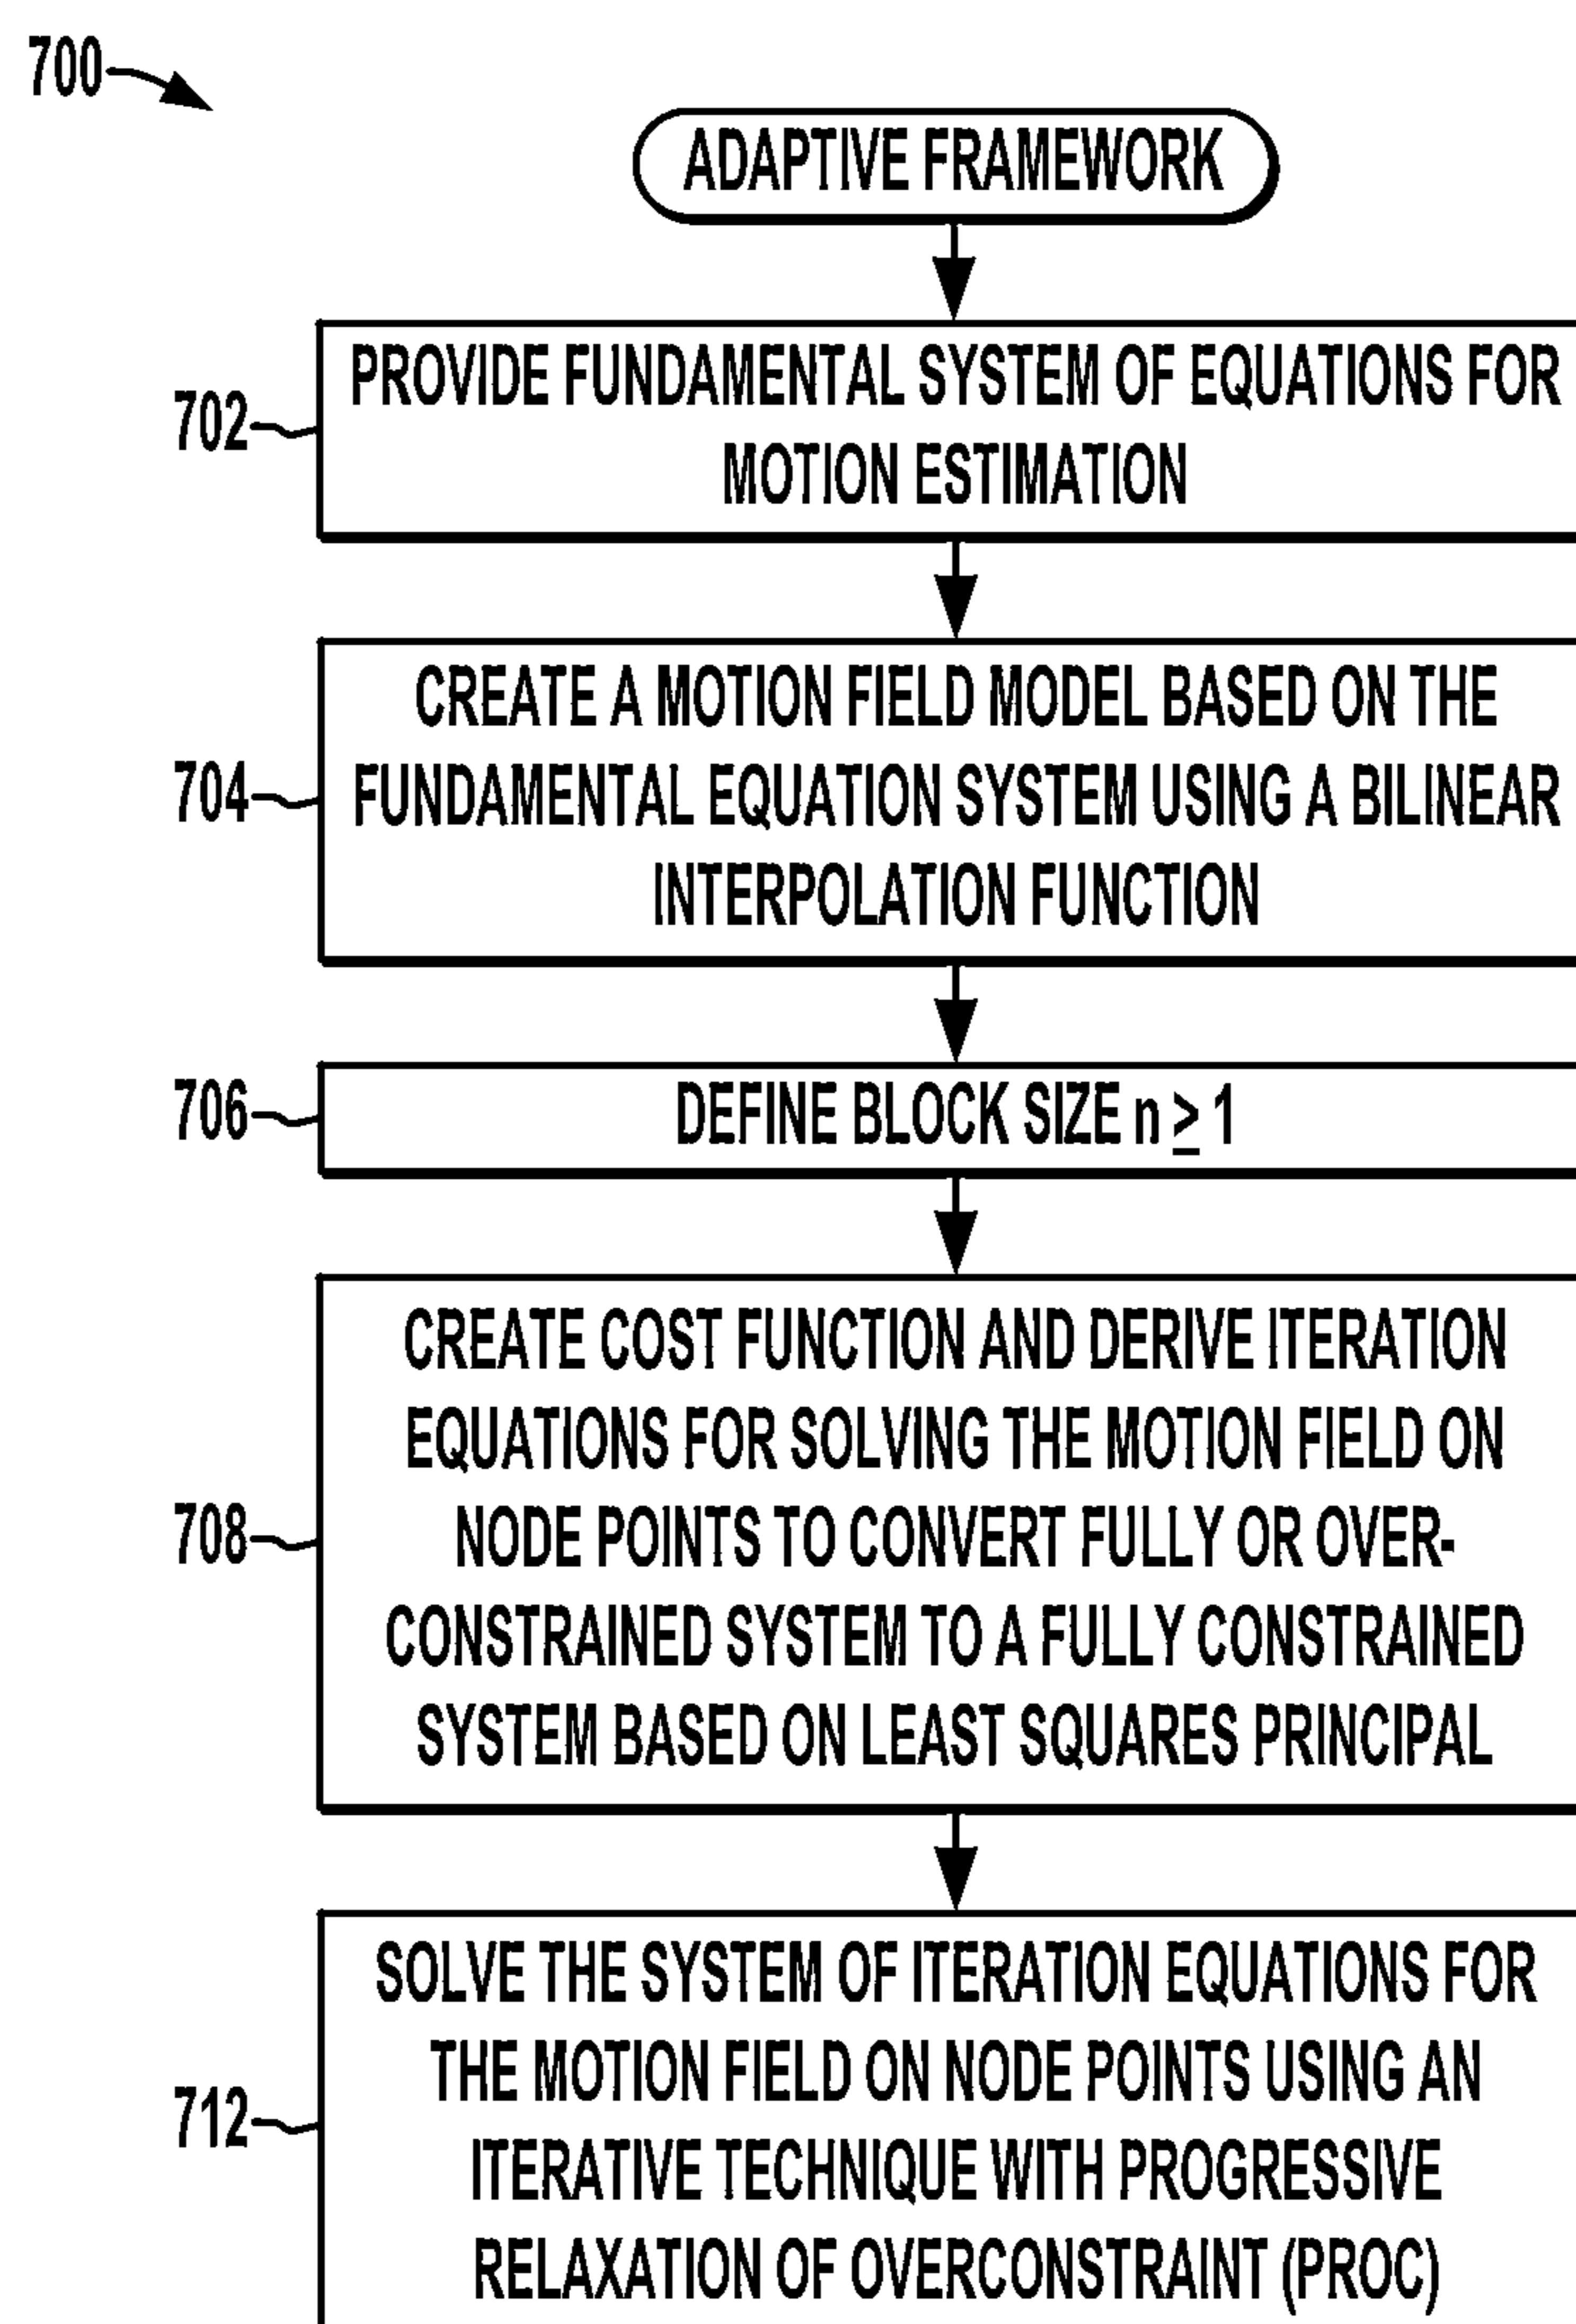 700
ADAPTIVE FRAMEWORK
702
PROVIDE FUNDAMENTAL SYSTEM OF EQUATIONS FOR
MOTION ESTIMATION
704
CREATE A MOTION FIELD MODEL BASED ON THE
FUNDAMENTAL EQUATION SYSTEM USING A BILINEAR
INTERPOLATION FUNCTION
706
DEFINE BLOCK SIZE n ≥ 1
708
CREATE COST FUNCTION AND DERIVE ITERATION
EQUATIONS FOR SOLVING THE MOTION FIELD ON
NODE POINTS TO CONVERT FULLY OR OVER-
CONSTRAINED SYSTEM TO A FULLY CONSTRAINED
SYSTEM BASED ON LEAST SQUARES PRINCIPAL
712
SOLVE THE SYSTEM OF ITERATION EQUATIONS FOR
THE MOTION FIELD ON NODE POINTS USING AN
ITERATIVE TECHNIQUE WITH PROGRESSIVE
RELAXATION OF OVERCONSTRAINT (PROC)